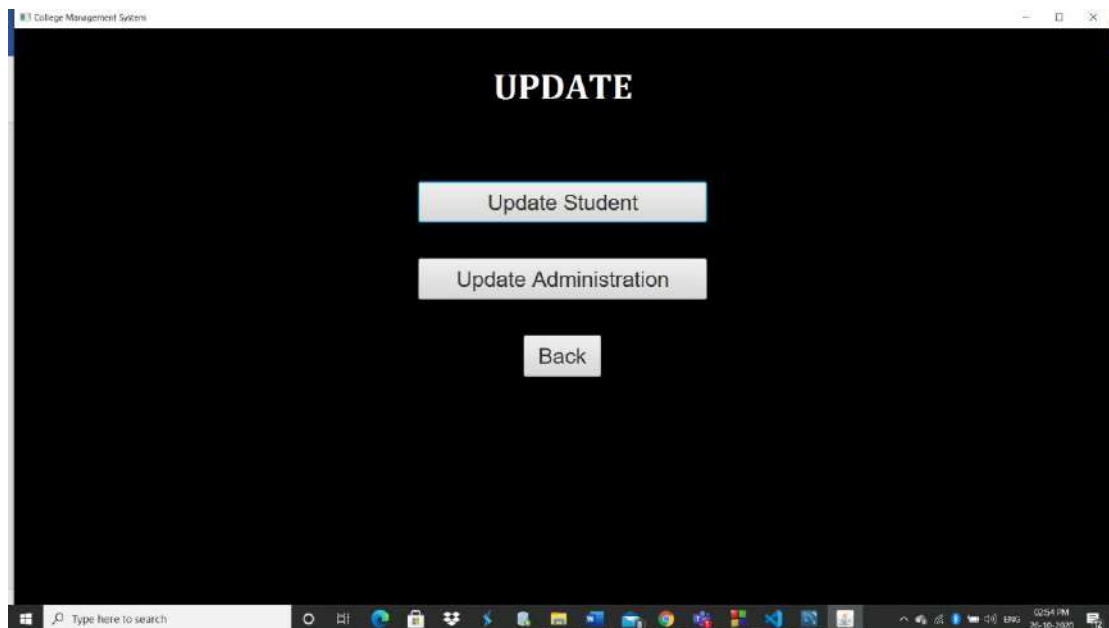 College Management System
UPDATE
Update Student
Update Administration
Back
Type here to search
ENG
02:54 PM
26-10-2020